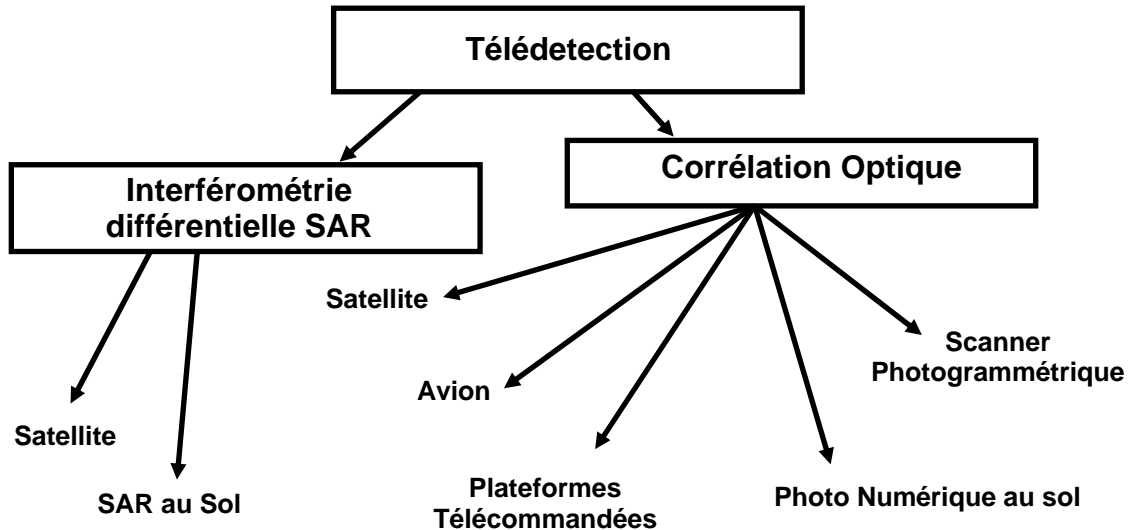 Télédetection
Interférométrie
différentielle SAR
Corrélation Optique
Satellite
SAR au Sol
Satellite
Avion
Plateformes
Télécommandées
Photo Numérique au sol
Scanner
Photogrammétrique